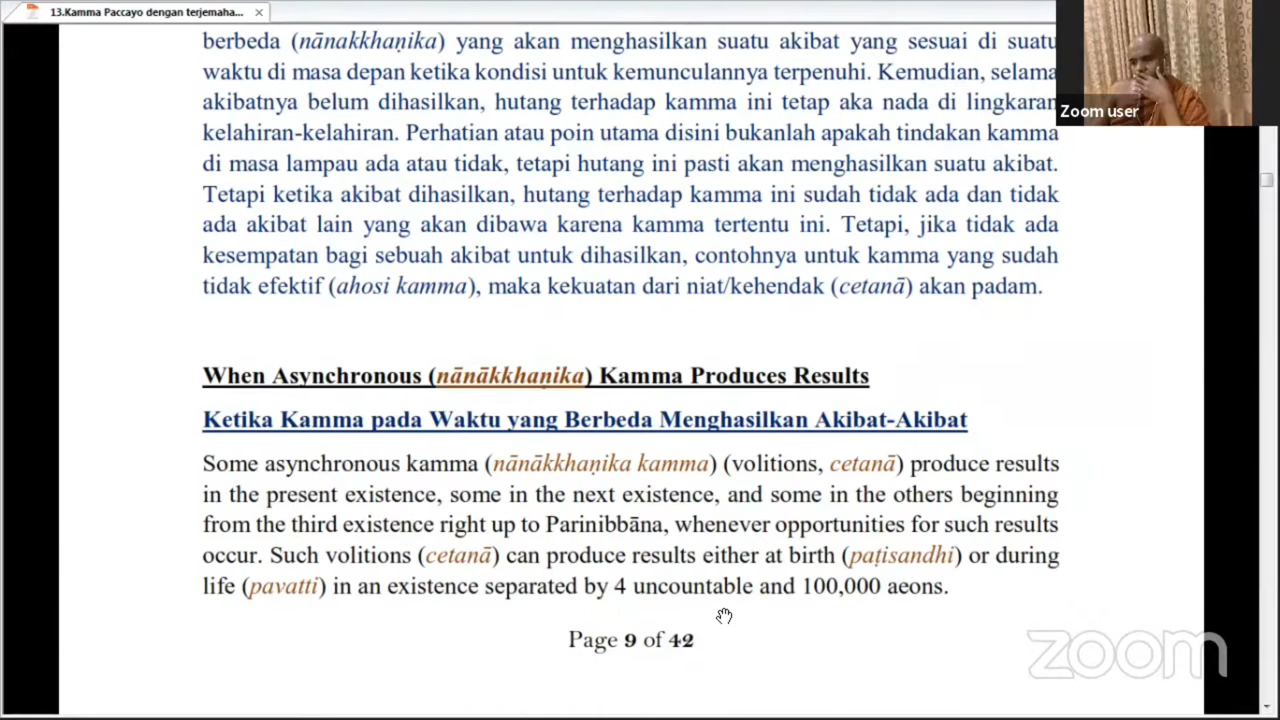 13.Kamma Paccayo dengan terjemaha...
berbeda (nānakkhaṇika) yang akan menghasilkan suatu akibat yang sesuai di suatu
waktu di masa depan ketika kondisi untuk kemunculannya terpenuhi. Kemudian, selama
akibatnya belum dihasilkan, hutang terhadap kamma ini tetap aka nada di lingkaran
kelahiran-kelahiran. Perhatian atau poin utama disini bukanlah apakah tindakan kamma
di masa lampau ada atau tidak, tetapi hutang ini pasti akan menghasilkan suatu akibat.
Tetapi ketika akibat dihasilkan, hutang terhadap kamma ini sudah tidak ada dan tidak
ada akibat lain yang akan dibawa karena kamma tertentu ini. Tetapi, jika tidak ada
kesempatan bagi sebuah akibat untuk dihasilkan, contohnya untuk kamma yang sudah
tidak efektif (ahosi kamma), maka kekuatan dari niat/kehendak (cetanā) akan padam.
When Asynchronous (nānākkhaṇika) Kamma Produces Results
Ketika Kamma pada Waktu yang Berbeda Menghasilkan Akibat-Akibat
Some asynchronous kamma (nānākkhaṇika kamma) (volitions, cetanā) produce results
in the present existence, some in the next existence, and some in the others beginning
from the third existence right up to Parinibbāna, whenever opportunities for such results
occur. Such volitions (cetanā) can produce results either at birth (paṭisandhi) or during
life (pavatti) in an existence separated by 4 uncountable and 100,000 aeons.
Page 9 of 42
Zoom user
zoom